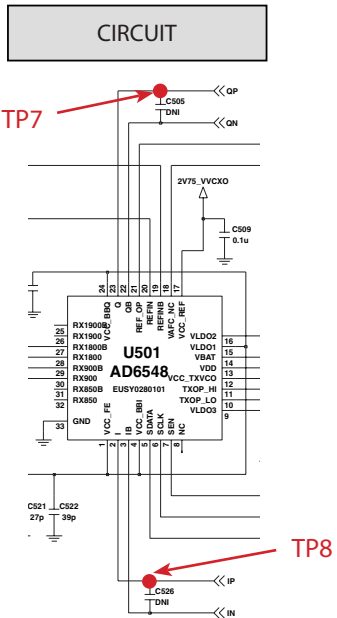 CIRCUIT
QP
C505
DNI
TP7
QN
2V75_VVCXO
C509
0.1u
24 23 22 21 20 19 18 17
VCC_BBQ
Q
QB
REF_OP
REFIN
REFINB
VAFC_NC
VCC_REF
25 RX1900B
26 RX1900
27 RX1800B
28 RX1800
29 RX900B
30 RX900
31 RX850B
32 RX850
33 GND
U501
AD6548
EUSY0280101
VLDO2 16
VLDO1 15
VBAT 14
VDD 13
VCC_TXVCO 12
TXOP_HI 11
TXOP_LO 10
VLDO3 9
VCC_FE
I
IB
VCC_BBI
SDATA
SCLK
SEN
NC
1 2 3 4 5 6 7 8
C521 C522
27p 39p
TP8
IP
C526
DNI
IN